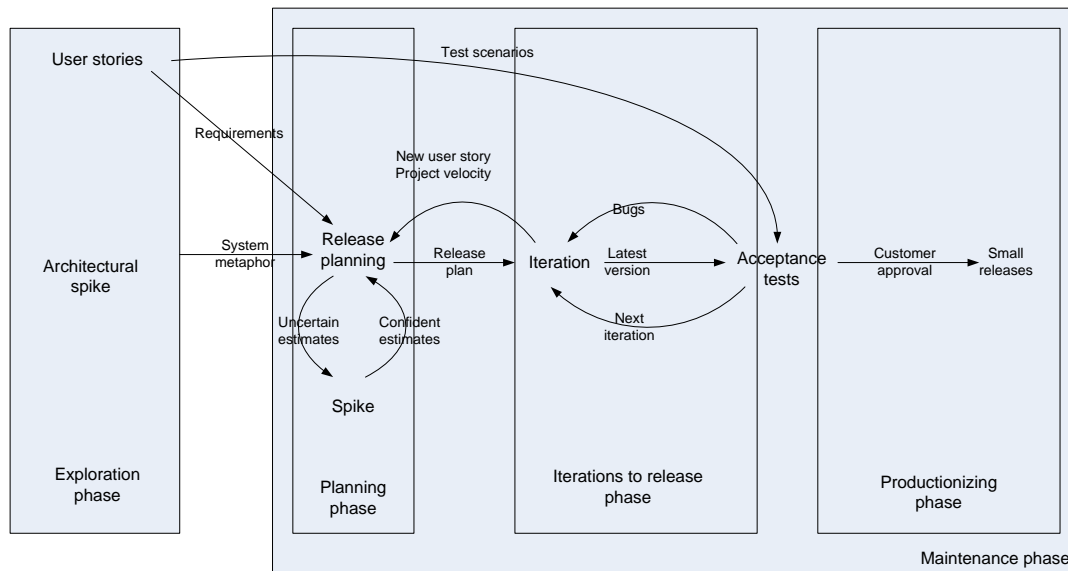 User stories
Test scenarios
Requirements
New user story
Project velocity
Bugs
System
metaphor
Release
planning
Release
plan
Iteration
Latest
version
Acceptance
tests
Customer
approval
Small
releases
Architectural
spike
Uncertain
estimates
Confident
estimates
Next
iteration
Spike
Exploration
phase
Planning
phase
Iterations to release
phase
Productionizing
phase
Maintenance phase